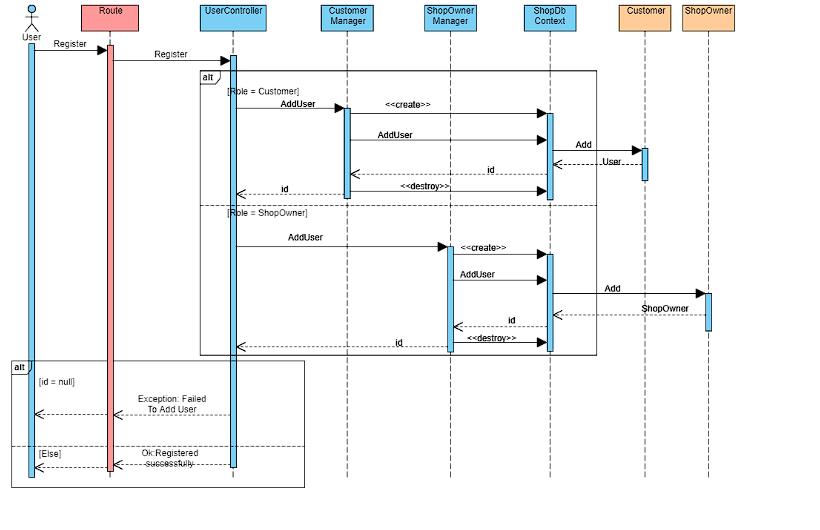 User
Route
UserController
Customer
Manager
ShopOwner
Manager
ShopDb
Context
Customer
ShopOwner
Register
Register
alt
[Role = Customer]
AddUser
<<create>>
AddUser
Add
User
id
<<destroy>>
id
[Role = ShopOwner]
AddUser
<<create>>
AddUser
Add
ShopOwner
id
<<destroy>>
id
alt
[id = null]
Exception: Failed
To Add User
[Else]
Ok:Registered
successfully